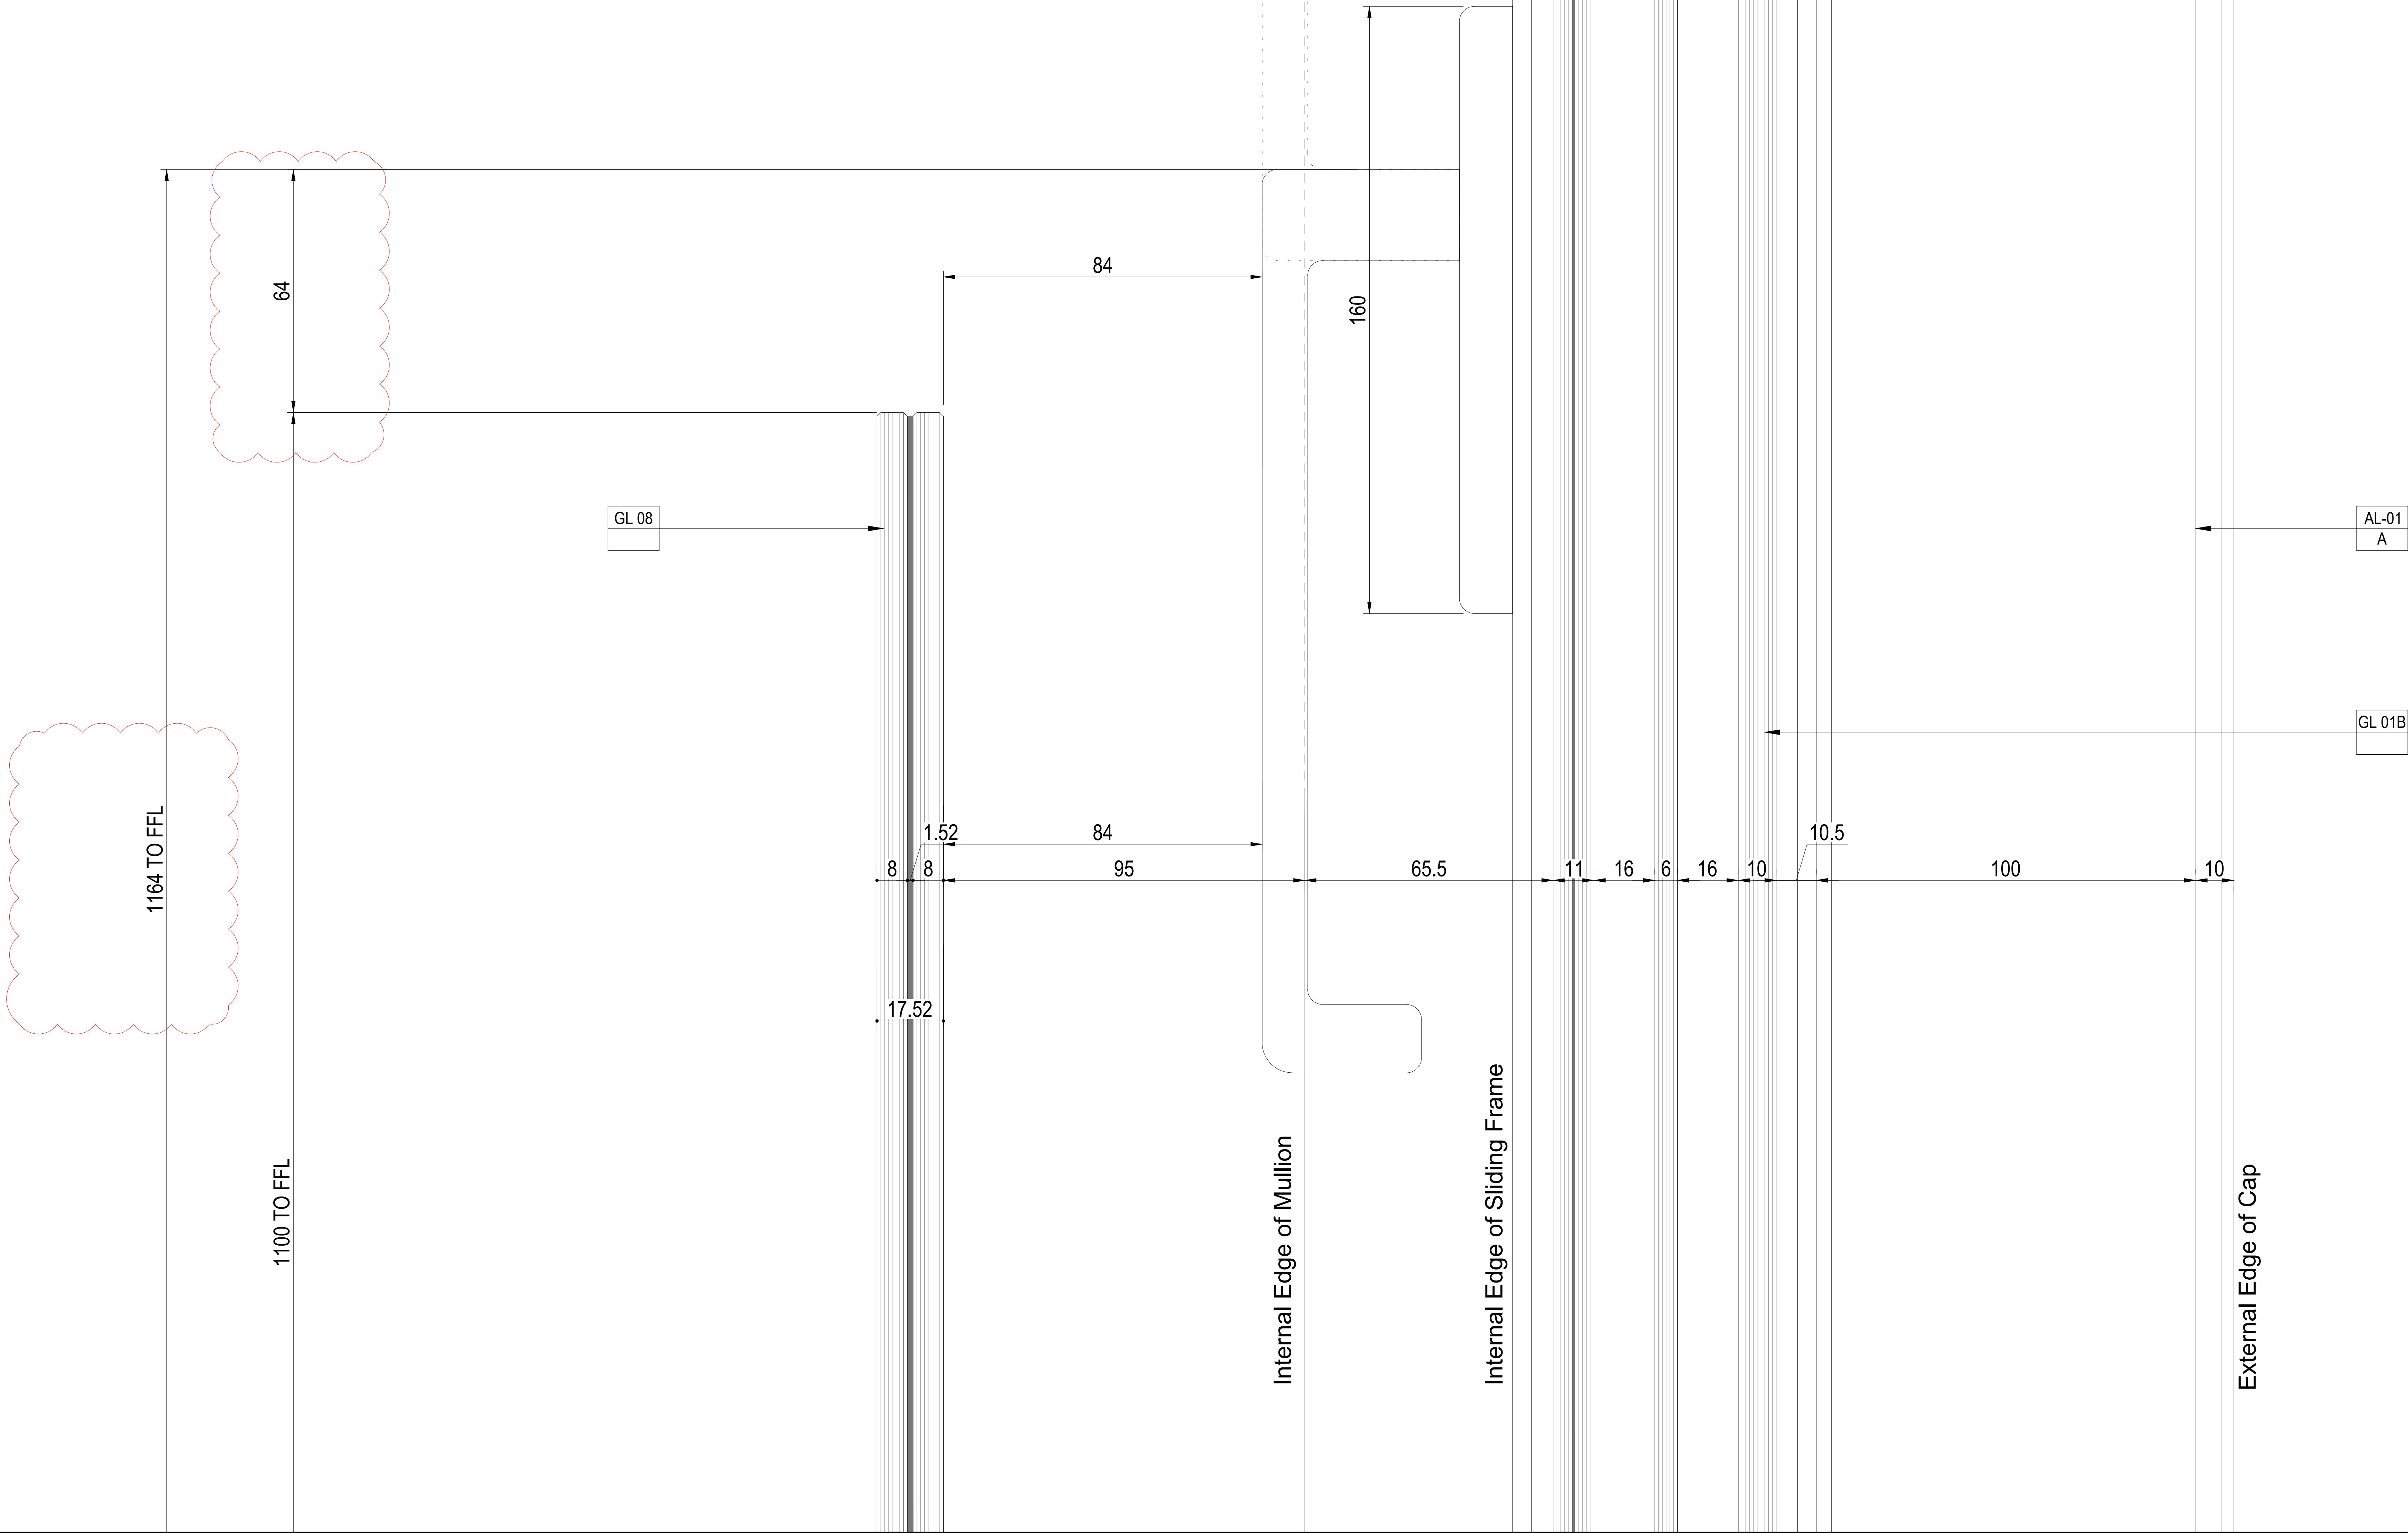 84
64
160
GL 08
AL-01
A
GL 01B
1164 TO FFL
1.52
84
10.5
8
8
95
65.5
11
16
6
16
10
100
10
17.52
1100 TO FFL
Internal Edge of Mullion
Internal Edge of Sliding Frame
External Edge of Cap